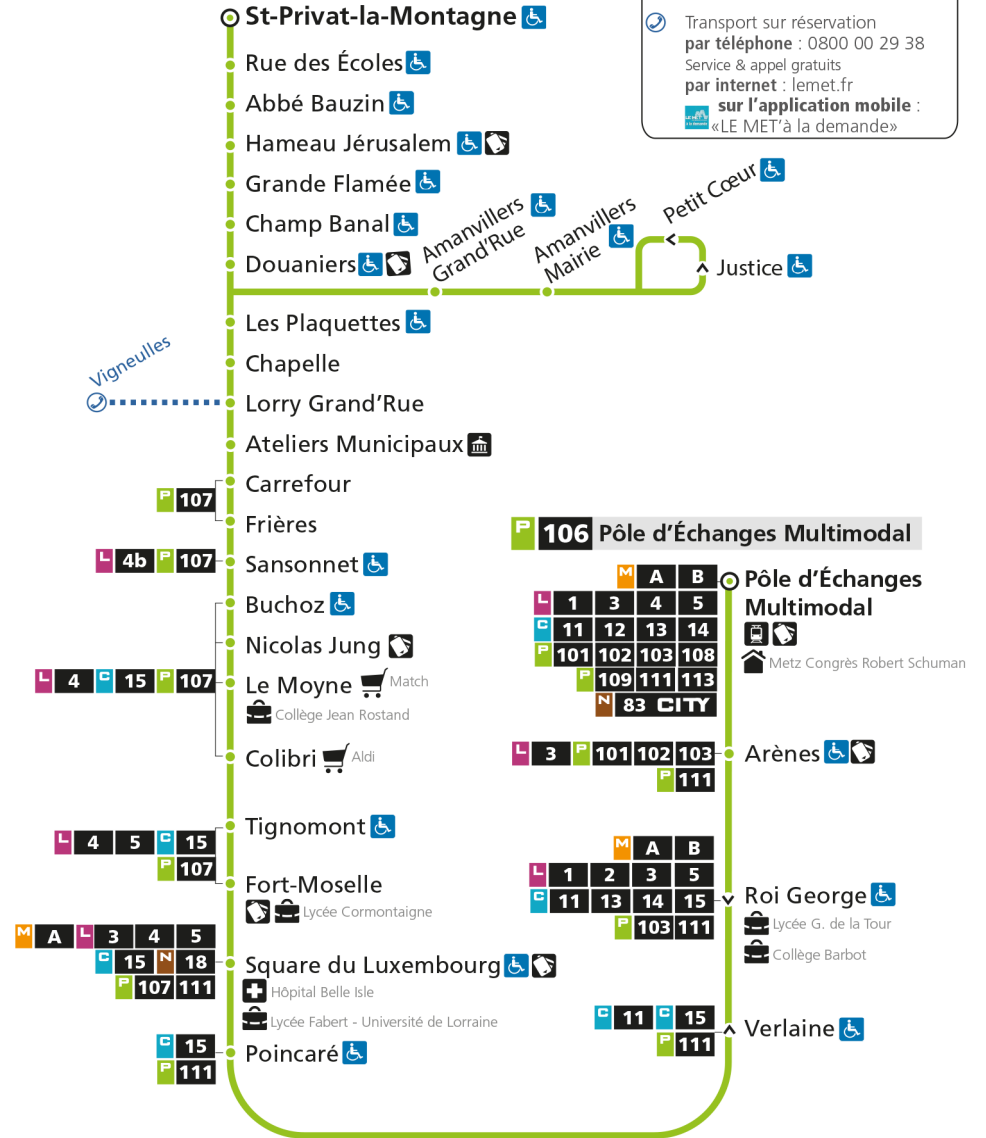 St-Privat-la-Montagne
Transport sur réservation
par téléphone : 0800 00 29 38
Service & appel gratuits
par internet : lemet.fr
LE MET'
à la demande
sur l'application mobile :
«LE MET'à la demande»
Rue des Écoles
Abbé Bauzin
Hameau Jérusalem
Grande Flamée
Champ Banal
Douaniers
Amanvillers
Grand'Rue
Amanvillers
Mairie
Petit Cœur
Justice
Les Plaquettes
Chapelle
Vigneulles
Lorry Grand'Rue
Ateliers Municipaux
Carrefour
P 107
Frières
L 4b P 107
Sansonnet
Buchoz
Nicolas Jung
L 4 C 15 P 107
Le Moyne
Match
Collège Jean Rostand
Colibri
Aldi
Tignomont
L 4 5 C 15
P 107
Fort-Moselle
Lycée Cormontaigne
M A L 3 4 5
C 15 N 18
P 107 111
Square du Luxembourg
Hôpital Belle Isle
Lycée Fabert - Université de Lorraine
C 15
P 111
Poincaré
P 106 Pôle d'Échanges Multimodal
M A B
L 1 3 4 5
C 11 12 13 14
P 101 102 103 108
P 109 111 113
N 83 CITY
Pôle d'Échanges
Multimodal
Metz Congrès Robert Schuman
L 3 P 101 102 103
P 111
Arènes
M A B
L 1 2 3 5
C 11 13 14 15
P 103 111
Roi George
Lycée G. de la Tour
Collège Barbot
C 11 C 15
P 111
Verlaine